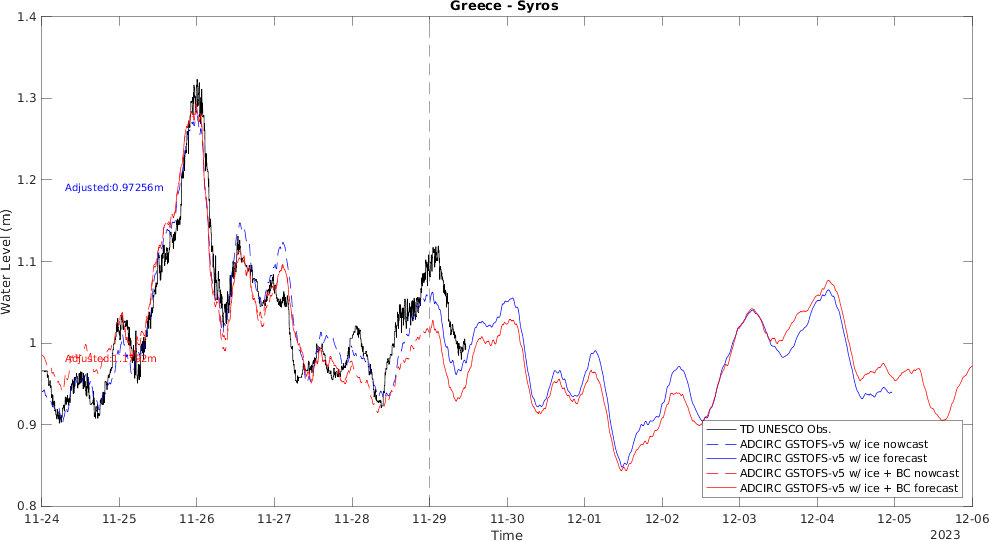 Greece - Syros
Water Level (m)
1.4
1.3
1.2
1.1
1
0.9
0.8
Adjusted:0.97256m
11-24
11-25
11-26
11-27
11-28
11-29
11-30
12-01
12-02
12-03
12-04
12-05
12-06
Time
2023
TD UNESCO Obs.
ADCIRC GSTOFS-v5 w/ ice nowcast
ADCIRC GSTOFS-v5 w/ ice forecast
ADCIRC GSTOFS-v5 w/ ice + BC nowcast
ADCIRC GSTOFS-v5 w/ ice + BC forecast